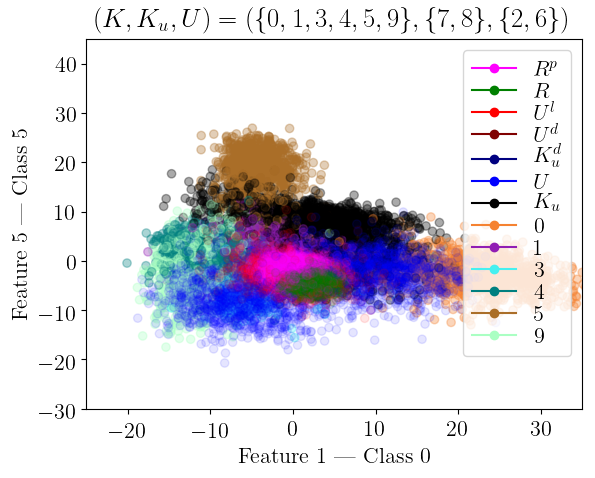 (K, K_u, U) = ({0, 1, 3, 4, 5, 9}, {7, 8}, {2, 6})
40
30
20
10
0
−10
−20
−30
Feature 5 — Class 5
R^p
R
U^l
U^d
K_u^d
U
K_u
0
1
3
4
5
9
−20
−10
0
10
20
30
Feature 1 — Class 0